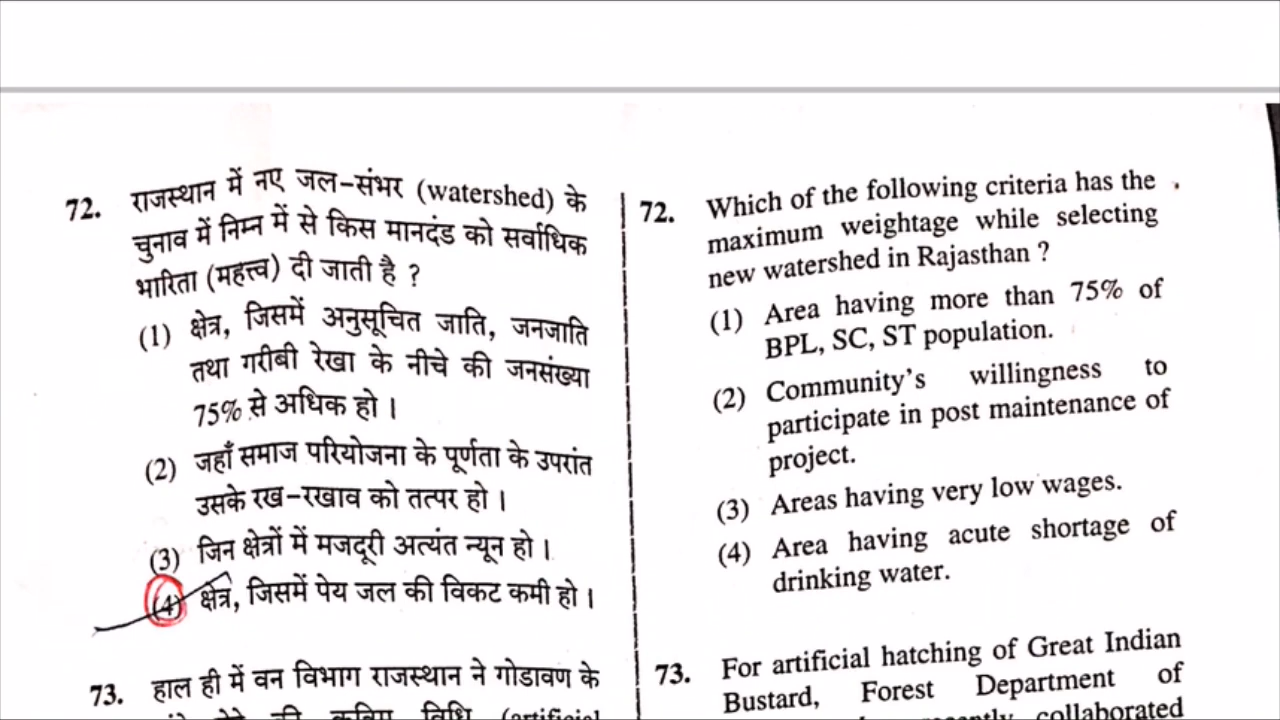 72. राजस्थान में नए जल-संभर (watershed) के
चुनाव में निम्न में से किस मानदंड को सर्वाधिक
भारिता (महत्त्व) दी जाती है ?
(1) क्षेत्र, जिसमें अनुसूचित जाति, जनजाति
तथा गरीबी रेखा के नीचे की जनसंख्या
75% से अधिक हो ।
(2) जहाँ समाज परियोजना के पूर्णता के उपरांत
उसके रख-रखाव को तत्पर हो ।
(3) जिन क्षेत्रों में मजदूरी अत्यंत न्यून हो ।
(4) क्षेत्र, जिसमें पेय जल की विकट कमी हो ।
73. हाल ही में वन विभाग राजस्थान ने गोडावण के
की कृत्रिम विधि (artificial
72. Which of the following criteria has the
maximum weightage while selecting
new watershed in Rajasthan ?
(1) Area having more than 75% of
BPL, SC, ST population.
(2) Community's willingness to
participate in post maintenance of
project.
(3) Areas having very low wages.
(4) Area having acute shortage of
drinking water.
73. For artificial hatching of Great Indian
Bustard, Forest Department of
collaborated